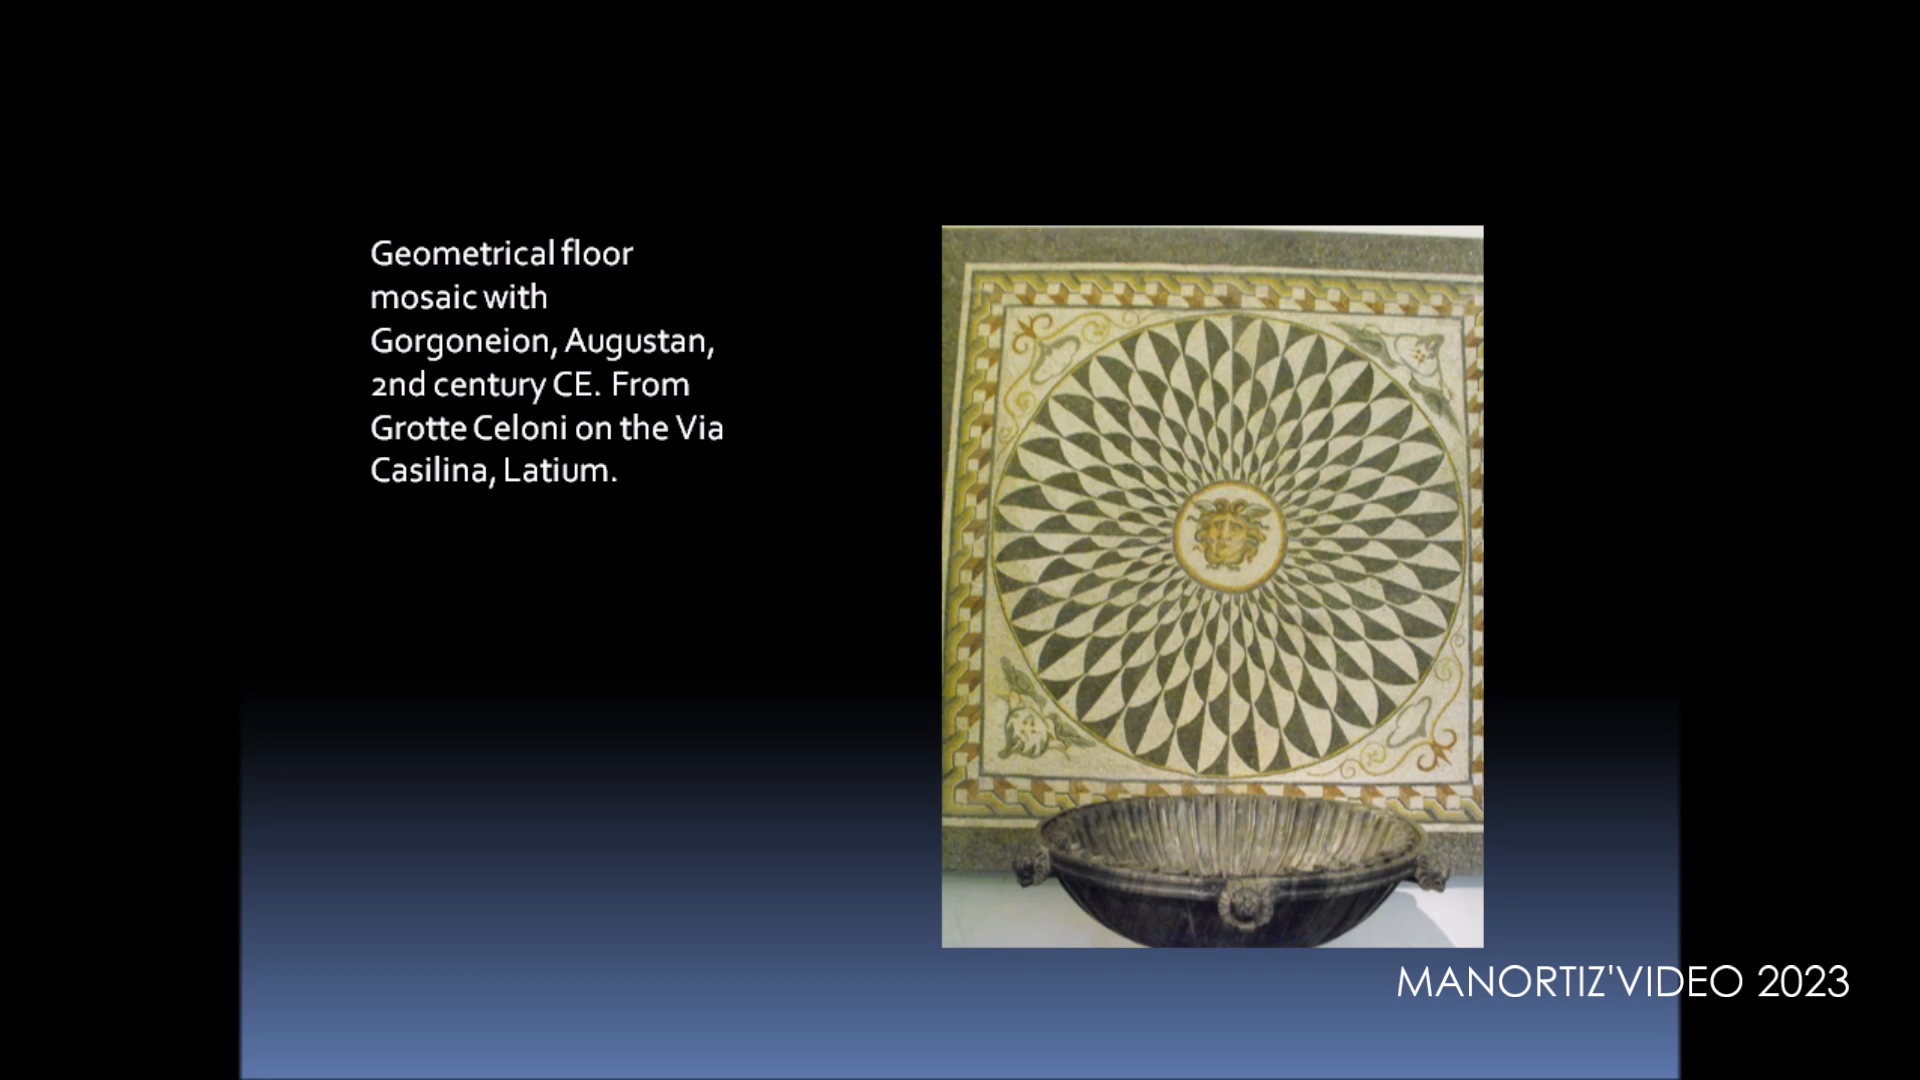 Geometrical floor
mosaic with
Gorgoneion, Augustan,
2nd century CE. From
Grotte Celoni on the Via
Casilina, Latium.
MANORTIZ'VIDEO 2023